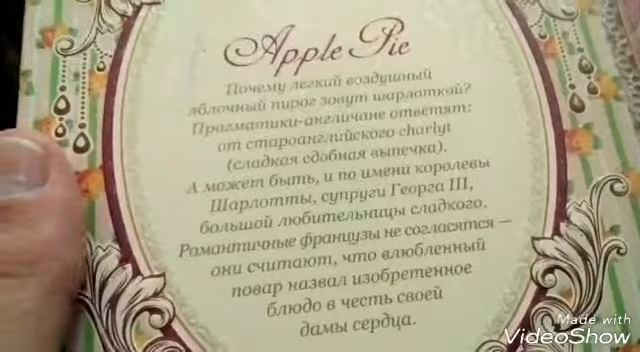 Apple Pie
Почему легкий воздушный
яблочный пирог зовут шарлоткой?
Прагматики-англичане ответят:
от староанглийского charlyt
(сладкая сдобная выпечка).
А может быть, и по имени королевы
Шарлотты, супруги Георга III,
большой любительницы сладкого.
Романтичные французы не согласятся —
они считают, что влюбленный
повар назвал изобретенное
блюдо в честь своей
дамы сердца.
Made with
VideoShow